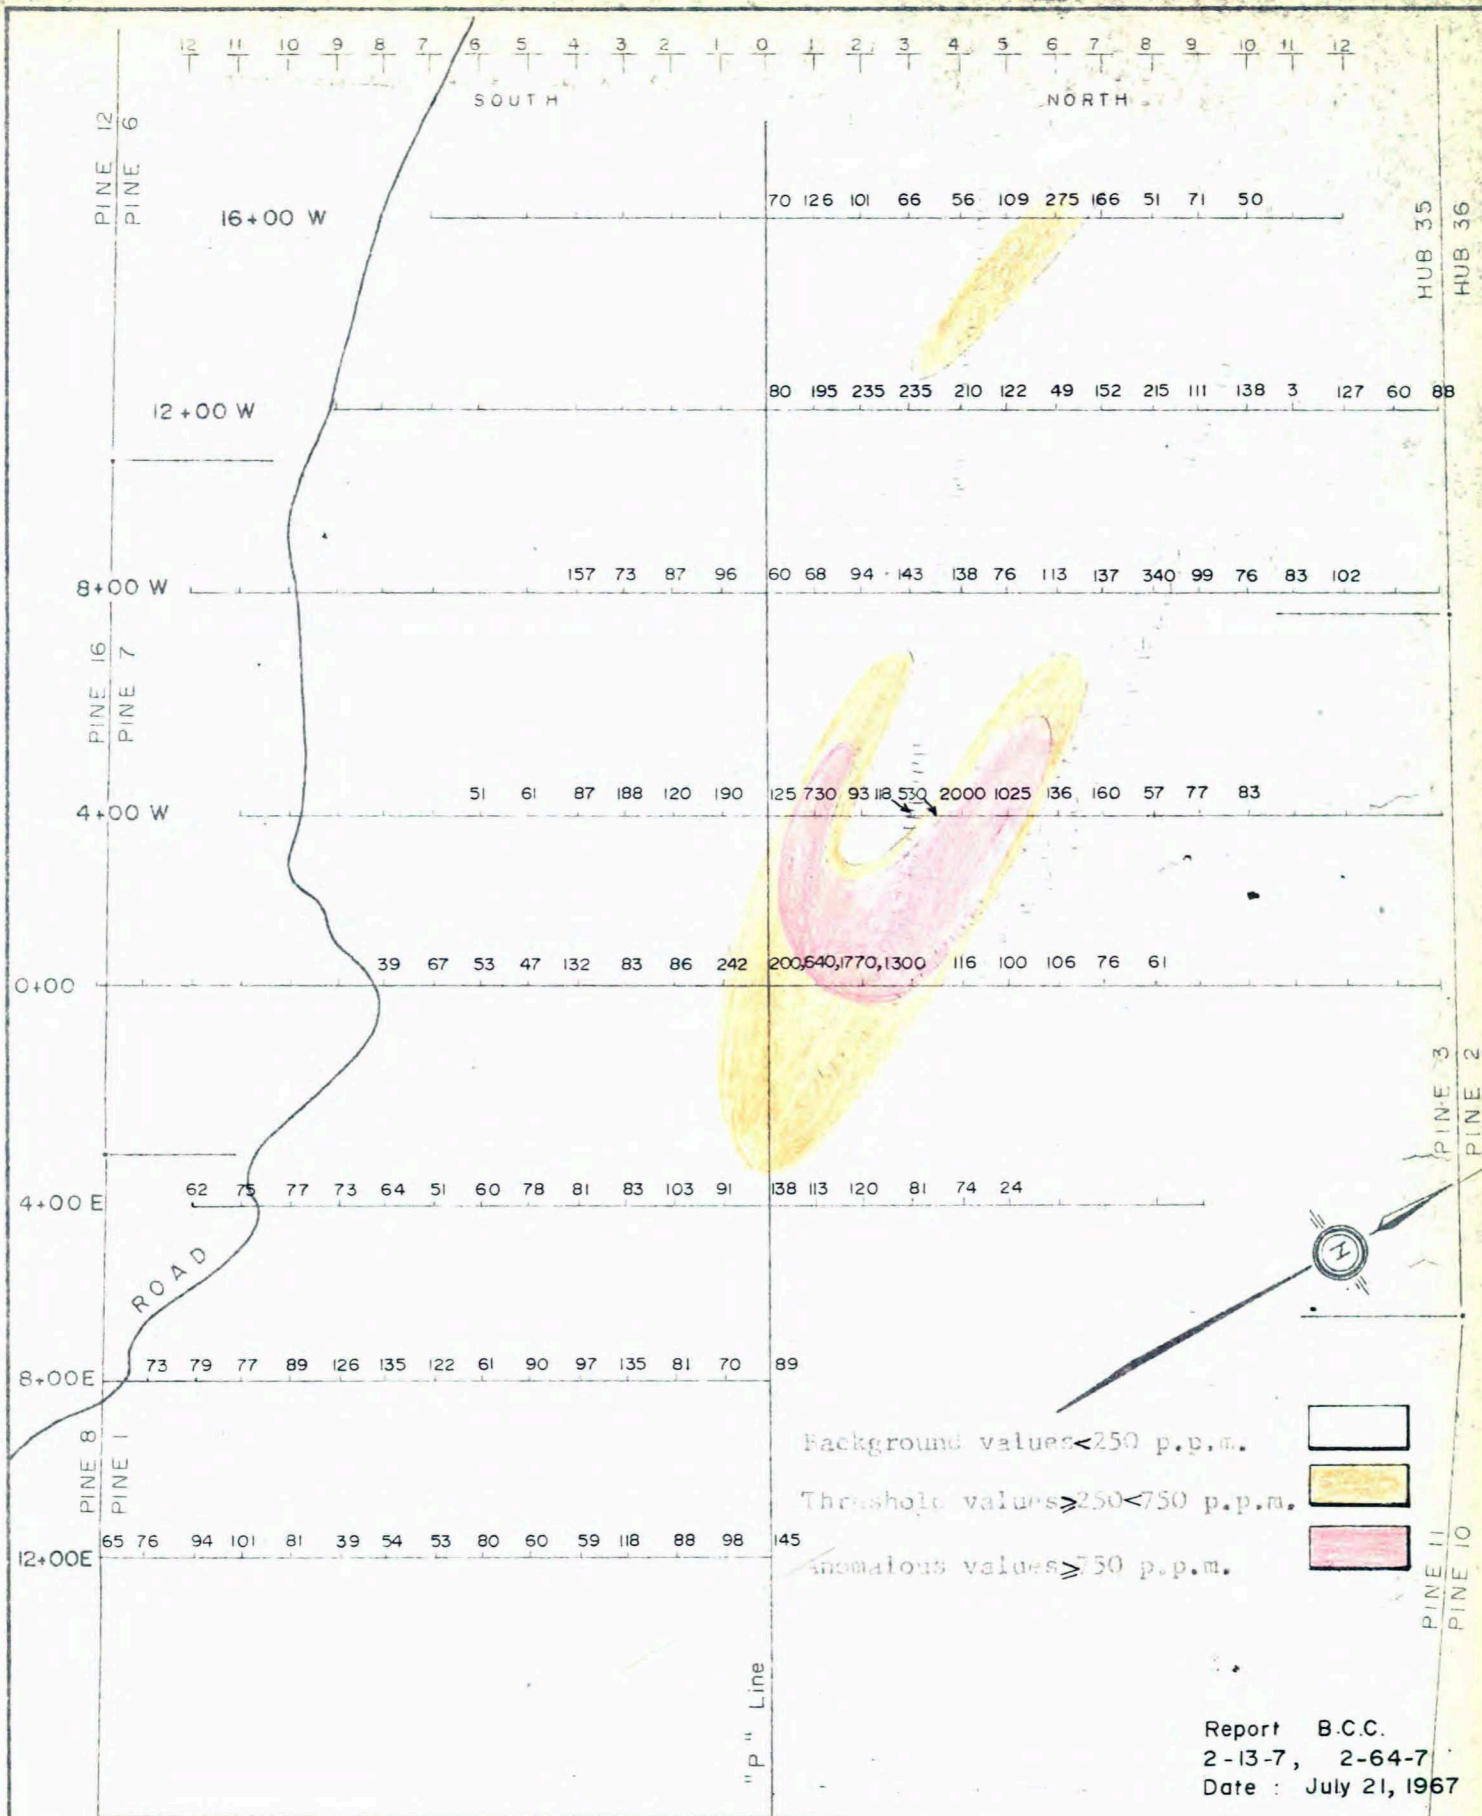 12 11 10 9 8 7 6 5 4 3 2 1 0 1 2 3 4 5 6 7 8 9 10 11 12
SOUTH NORTH
PINE 12
PINE 6
HUB 35
HUB 36
70 126 101 66 56 109 275 166 51 71 50
16+00 W
80 195 235 235 210 122 49 152 215 111 138 3 127 60 88
12+00 W
157 73 87 96 60 68 94 143 138 76 113 137 340 99 76 83 102
8+00 W
PINE 16
PINE 7
51 61 87 188 120 190 125 730 93 118 530 2000 1025 136 160 57 77 83
4+00 W
39 67 53 47 132 83 86 242 200,640,1770,1300 116 100 106 76 61
0+00
PINE 3
PINE 2
62 75 77 73 64 51 60 78 81 83 103 91 138 113 120 81 74 24
4+00 E
ROAD
N
73 79 77 89 126 135 122 61 90 97 135 81 70 89
8+00E
PINE 8
PINE 1
Background values<250 p.p.m.
Threshold values≥250<750 p.p.m.
65 76 94 101 81 39 54 53 80 60 59 118 88 98 145
12+00E
Anomalous values≥750 p.p.m.
PINE 11
PINE 10
"P" Line
Report B.C.C.
2-13-7, 2-64-7
Date : July 21, 1967